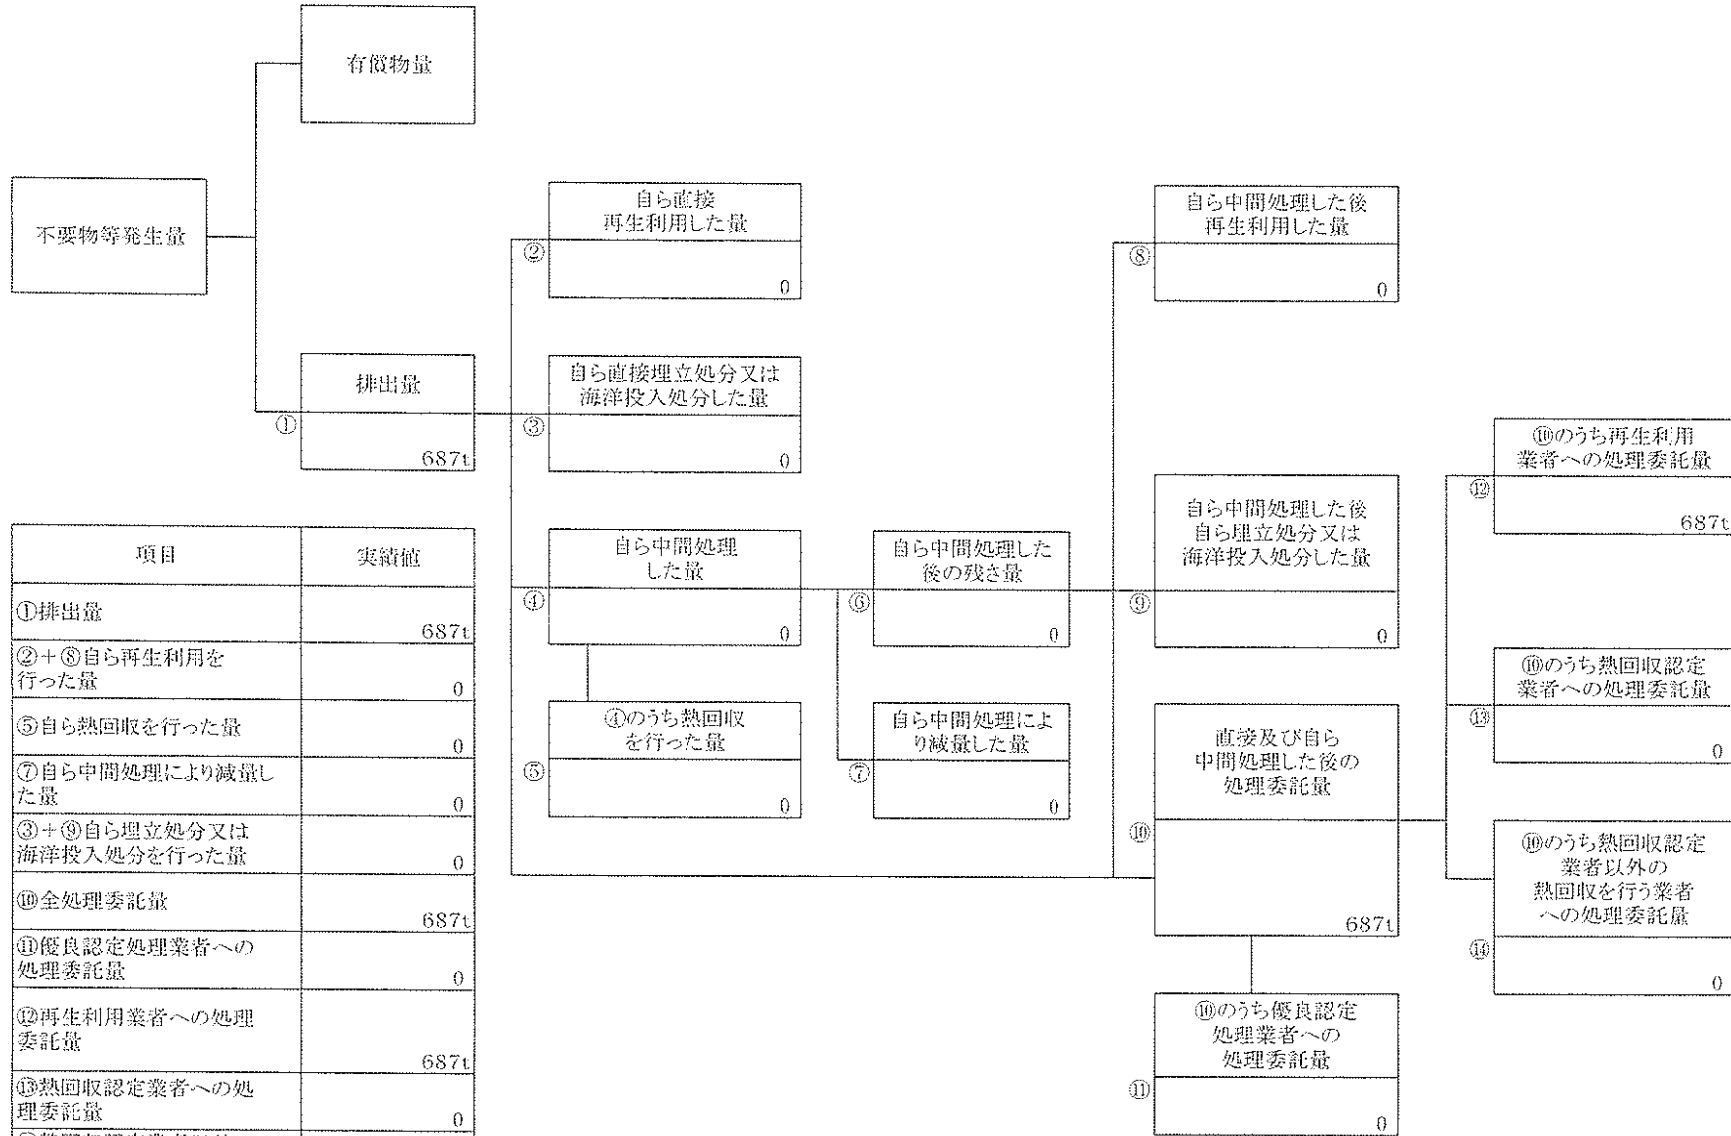 有償物量
不要物等発生量
排出量
①
687t
自ら直接
再生利用した量
②
0
自ら直接埋立処分又は
海洋投入処分した量
③
0
自ら中間処理
した量
④
0
④のうち熱回収
を行った量
⑤
0
自ら中間処理した
後の残さ量
⑥
0
自ら中間処理によ
り減量した量
⑦
0
自ら中間処理した後
再生利用した量
⑧
0
自ら中間処理した後
自ら埋立処分又は
海洋投入処分した量
⑨
0
直接及び自ら
中間処理した後の
処理委託量
⑩
687t
⑩のうち優良認定
処理業者への
処理委託量
⑪
0
⑩のうち再生利用
業者への処理委託量
⑫
687t
⑩のうち熱回収認定
業者への処理委託量
⑬
0
⑩のうち熱回収認定
業者以外の
熱回収を行う業者
への処理委託量
⑭
0
項目 実績値
①排出量
687t
②+⑧自ら再生利用を
行った量 0
⑤自ら熱回収を行った量
0
⑦自ら中間処理により減量し
た量 0
③+⑨自ら埋立処分又は
海洋投入処分を行った量 0
⑩全処理委託量
687t
⑪優良認定処理業者への
処理委託量 0
⑫再生利用業者への処理
委託量
687t
⑬熱回収認定業者への処
理委託量 0